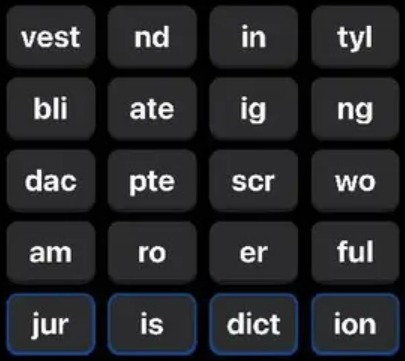 vest nd in tyl
bli ate ig ng
dac pte scr wo
am ro er ful
jur is dict ion